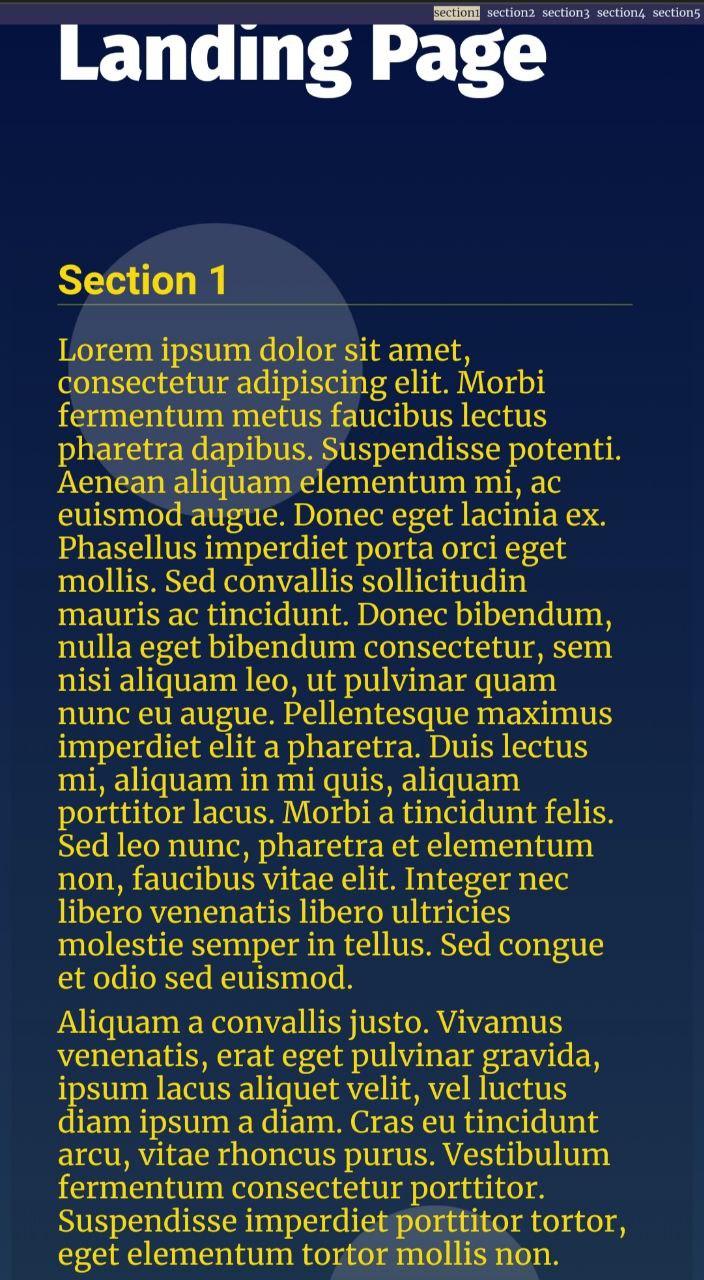 section1 section2 section3 section4 section5
Landing Page
Section 1
Lorem ipsum dolor sit amet,
consectetur adipiscing elit. Morbi
fermentum metus faucibus lectus
pharetra dapibus. Suspendisse potenti.
Aenean aliquam elementum mi, ac
euismod augue. Donec eget lacinia ex.
Phasellus imperdiet porta orci eget
mollis. Sed convallis sollicitudin
mauris ac tincidunt. Donec bibendum,
nulla eget bibendum consectetur, sem
nisi aliquam leo, ut pulvinar quam
nunc eu augue. Pellentesque maximus
imperdiet elit a pharetra. Duis lectus
mi, aliquam in mi quis, aliquam
porttitor lacus. Morbi a tincidunt felis.
Sed leo nunc, pharetra et elementum
non, faucibus vitae elit. Integer nec
libero venenatis libero ultricies
molestie semper in tellus. Sed congue
et odio sed euismod.
Aliquam a convallis justo. Vivamus
venenatis, erat eget pulvinar gravida,
ipsum lacus aliquet velit, vel luctus
diam ipsum a diam. Cras eu tincidunt
arcu, vitae rhoncus purus. Vestibulum
fermentum consectetur porttitor.
Suspendisse imperdiet porttitor tortor,
eget elementum tortor mollis non.